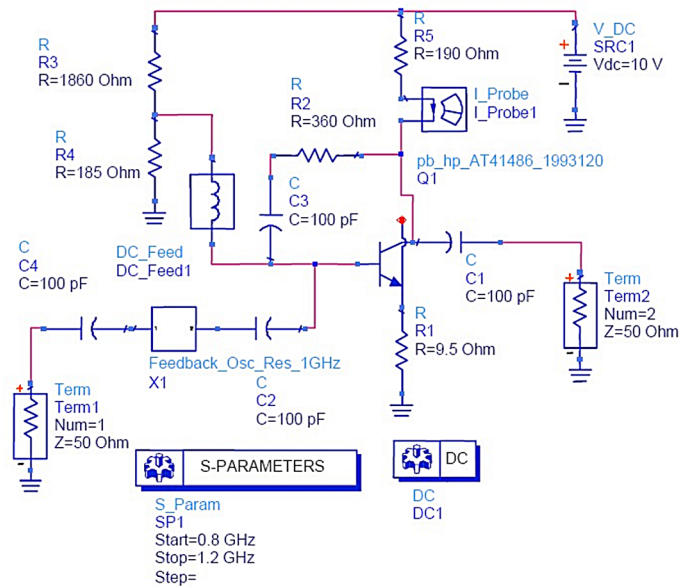 R
R3
R=1860 Ohm
R
R5
R=190 Ohm
V_DC
SRC1
Vdc=10 V
+
-
R
R2
R=360 Ohm
I_Probe
I_Probe1
R
R4
R=185 Ohm
pb_hp_AT41486_1993120
Q1
C
C3
C=100 pF
DC_Feed
DC_Feed1
C
C4
C=100 pF
C
C1
C=100 pF
Term
Term2
Num=2
Z=50 Ohm
+
-
R
R1
R=9.5 Ohm
1
Feedback_Osc_Res_1GHz
X1
C
C2
C=100 pF
+
-
Term
Term1
Num=1
Z=50 Ohm
S-PARAMETERS
S_Param
SP1
Start=0.8 GHz
Stop=1.2 GHz
Step=
DC
DC
DC1